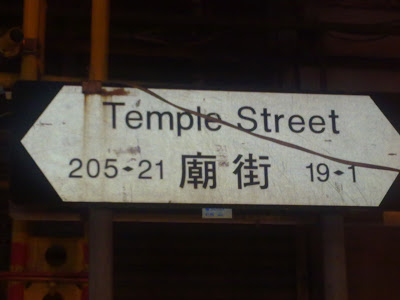 Temple Street
205◆21 廟街 19◆1